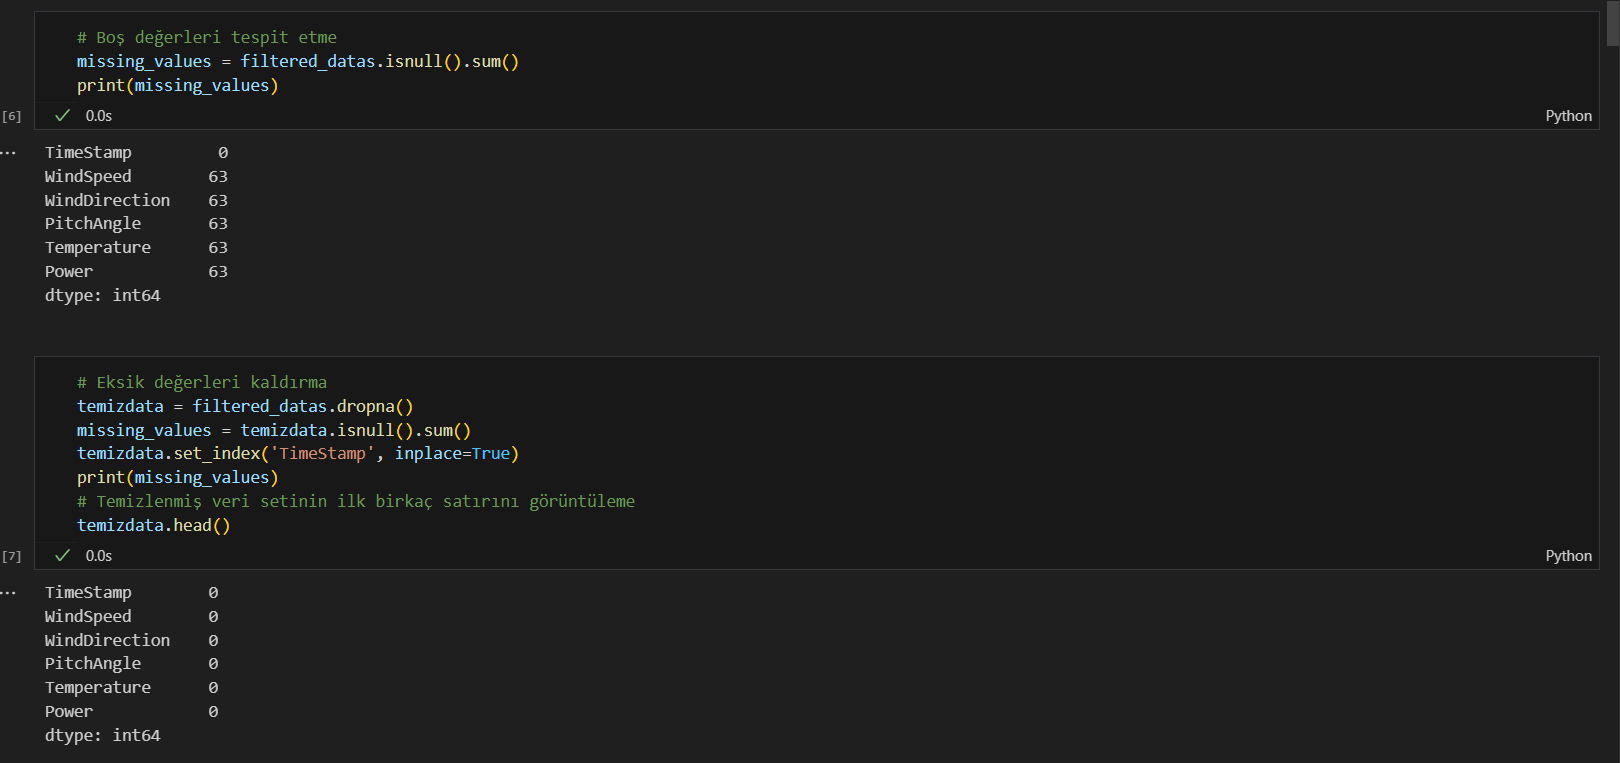 # Boş değerleri tespit etme
missing_values = filtered_datas.isnull().sum()
print(missing_values)
[6]
0.0s
Python
...
TimeStamp 0
WindSpeed 63
WindDirection 63
PitchAngle 63
Temperature 63
Power 63
dtype: int64
# Eksik değerleri kaldırma
temizdata = filtered_datas.dropna()
missing_values = temizdata.isnull().sum()
temizdata.set_index('TimeStamp', inplace=True)
print(missing_values)
# Temizlenmiş veri setinin ilk birkaç satırını görüntüleme
temizdata.head()
[7]
0.0s
Python
...
TimeStamp 0
WindSpeed 0
WindDirection 0
PitchAngle 0
Temperature 0
Power 0
dtype: int64